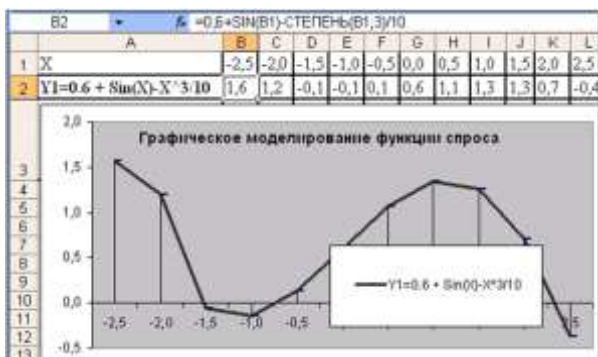 B2 fx =0,6+SIN(B1)-СТЕПЕНЬ(B1;3)/10
A B C D E F G H I J K L
1 X -2,5 -2,0 -1,5 -1,0 -0,5 0,0 0,5 1,0 1,5 2,0 2,5
2 Y1=0.6 + Sin(X)-X^3/10 1,6 1,2 -0,1 -0,1 0,1 0,6 1,1 1,3 1,3 0,7 -0,4
Графическое моделирование функции спроса
2,0
3
1,5
4
5
1,0
6
7
0,5
8
Y1=0.6 + Sin(X)-X^3/10
9
10
0,0
11
-2,5 -2,0 -1,5 -1,0 -0,5
12
-0,5
13